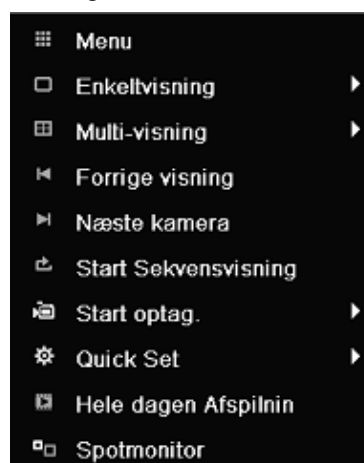 Menu
Enkeltvisning
Multi-visning
Forrige visning
Næste kamera
Start Sekvensvisning
Start optag.
Quick Set
Hele dagen Afspilnin
Spotmonitor